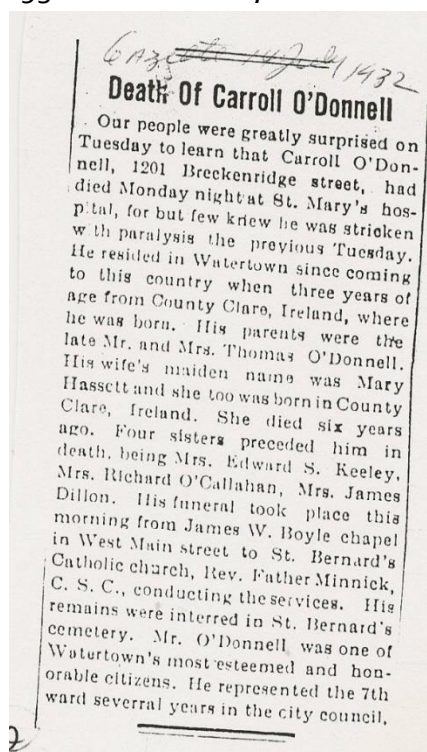 Gazette 14 July 1932
Death Of Carroll O'Donnell
Our people were greatly surprised on
Tuesday to learn that Carroll O'Don-
nell, 1201 Breckenridge street, had
died Monday night at St. Mary's hos-
pital, for but few knew he was stricken
with paralysis the previous Tuesday.
He resided in Watertown since coming
to this country when three years of
age from County Clare, Ireland, where
he was born. His parents were the
late Mr. and Mrs. Thomas O'Donnell.
His wife's maiden name was Mary
Hassett and she too was born in County
Clare, Ireland. She died six years
ago. Four sisters preceded him in
death, being Mrs. Edward S. Keeley,
Mrs. Richard O'Callahan, Mrs. James
Dillon. His funeral took place this
morning from James W. Boyle chapel
in West Main street to St. Bernard's
Catholic church, Rev. Father Minnick,
C. S. C., conducting the services. His
remains were interred in St. Bernard's
cemetery. Mr. O'Donnell was one of
Watertown's most esteemed and hon-
orable citizens. He represented the 7th
ward severral years in the city council.